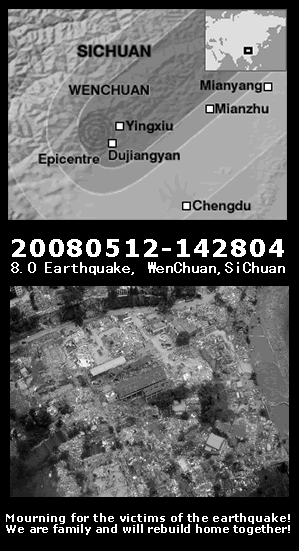 SICHUAN
WENCHUAN
Mianyang
Mianzhu
Yingxiu
Epicentre
Dujiangyan
Chengdu
20080512-142804
8.0 Earthquake, WenChuan,SiChuan
Mourning for the victims of the earthquake!
We are family and will rebuild home together!